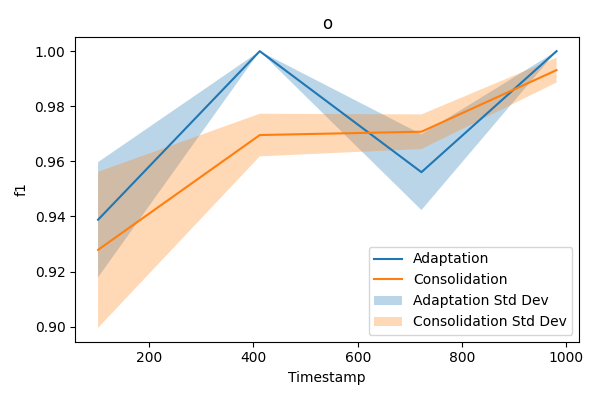 o
1.00
0.98
0.96
0.94
0.92
0.90
f1
200
400
600
800
1000
Timestamp
Adaptation
Consolidation
Adaptation Std Dev
Consolidation Std Dev